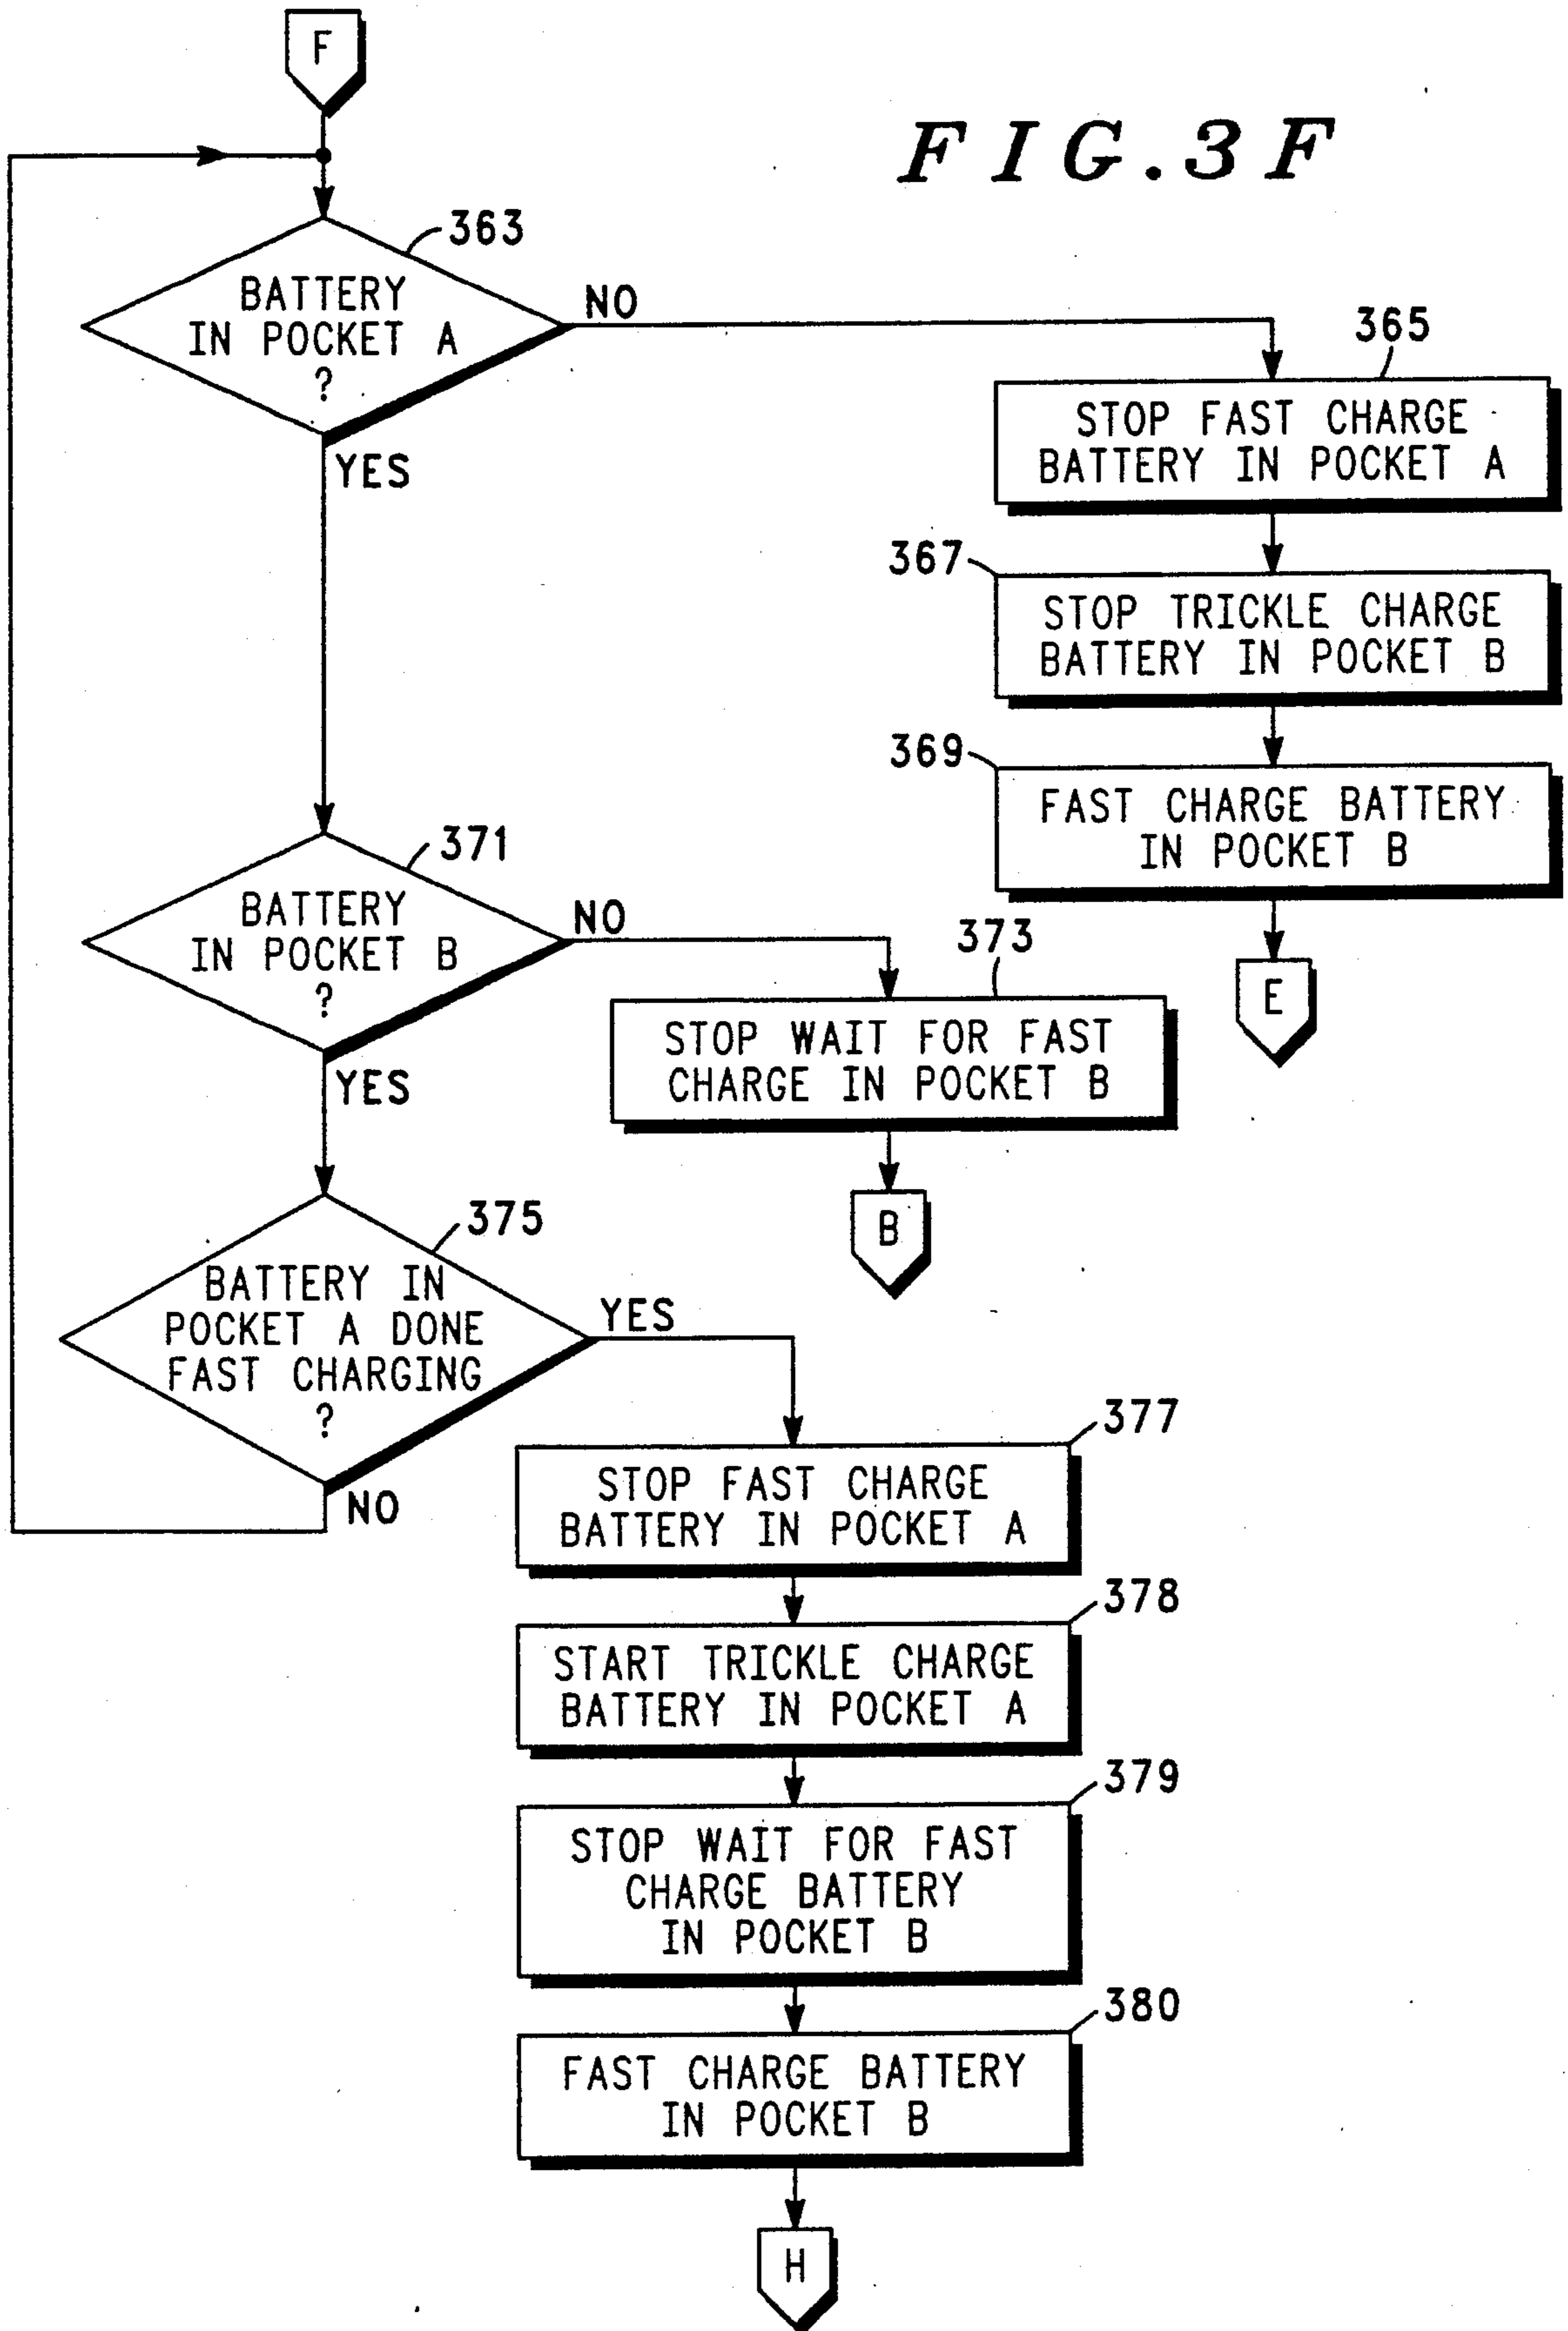 F
FIG.3F
363
BATTERY
IN POCKET A
?
NO
YES
365
STOP FAST CHARGE
BATTERY IN POCKET A
367
STOP TRICKLE CHARGE
BATTERY IN POCKET B
369
FAST CHARGE BATTERY
IN POCKET B
E
371
BATTERY
IN POCKET B
?
NO
YES
373
STOP WAIT FOR FAST
CHARGE IN POCKET B
B
375
BATTERY IN
POCKET A DONE
FAST CHARGING
?
YES
NO
377
STOP FAST CHARGE
BATTERY IN POCKET A
378
START TRICKLE CHARGE
BATTERY IN POCKET A
379
STOP WAIT FOR FAST
CHARGE BATTERY
IN POCKET B
380
FAST CHARGE BATTERY
IN POCKET B
H